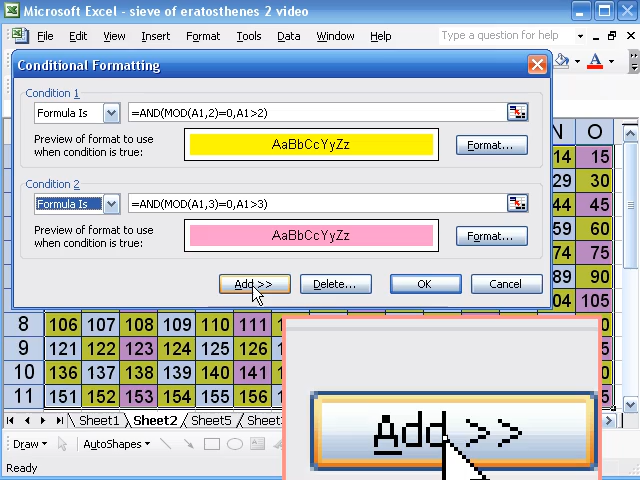 Microsoft Excel - sieve of eratosthenes 2 video
File Edit View Insert Format Tools Data Window Help Type a question for help
Conditional Formatting
Condition 1
Formula Is =AND(MOD(A1,2)=0,A1>2)
Preview of format to use
when condition is true:
AaBbCcYyZz
Format...
Condition 2
Formula Is =AND(MOD(A1,3)=0,A1>3)
Preview of format to use
when condition is true:
AaBbCcYyZz
Format...
Add >> Delete... OK Cancel
N O
14 15
29 30
44 45
59 60
74 75
89 90
04 105
8 106 107 108 109 110 111
9 121 122 123 124 125 126
10 136 137 138 139 140 141
11 151 152 153 154 155 156
Sheet1 Sheet2 Sheet5
Draw AutoShapes
Ready
Add >>